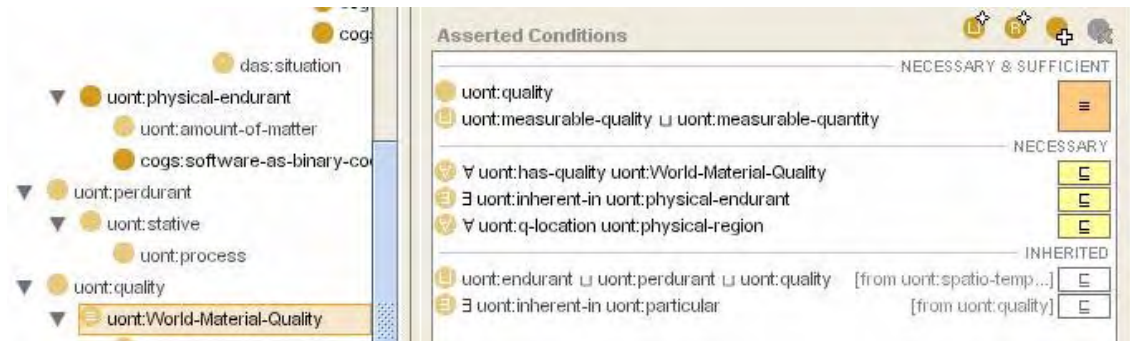 cog
cogs
das:situation
uont:physical-endurant
uont:amount-of-matter
cogs:software-as-binary-co
uont:perdurant
uont:stative
uont:process
uont:quality
uont:World-Material-Quality
Asserted Conditions
NECESSARY & SUFFICIENT
uont:quality
≡
uont:measurable-quality ⊔ uont:measurable-quantity
NECESSARY
∀ uont:has-quality uont:World-Material-Quality ⊑
∃ uont:inherent-in uont:physical-endurant ⊑
∀ uont:q-location uont:physical-region ⊑
INHERITED
uont:endurant ⊔ uont:perdurant ⊔ uont:quality [from uont:spatio-temp...] ⊑
∃ uont:inherent-in uont:particular [from uont:quality] ⊑